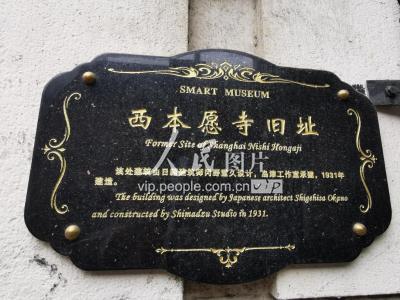 SMART MUSEUM
西本愿寺旧址
Former Site of Shanghai Nishi Hongaji
人民图片
该处建筑由日本建筑师冈野重久设计，岛津工作室承建，1931年
建造。
vip.people.com.cn vip
The building was designed by Japanese architect Shigehisa Okano
and constructed by Shimadzu Studio in 1931.